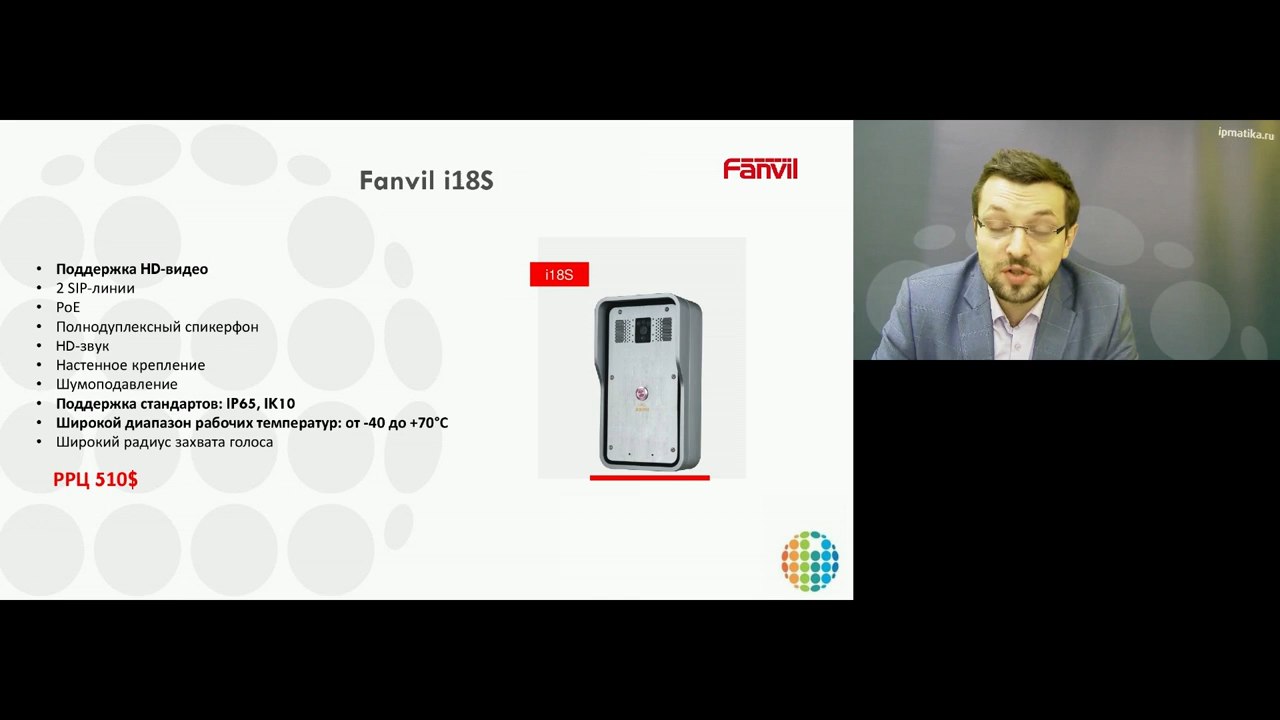 ipmatika.ru
Fanvil i18S
Fanvil
• Поддержка HD-видео
• 2 SIP-линии
• PoE
• Полнодуплексный спикерфон
• HD-звук
• Настенное крепление
• Шумоподавление
• Поддержка стандартов: IP65, IK10
• Широкой диапазон рабочих температур: от -40 до +70°C
• Широкий радиус захвата голоса
РРЦ 510$
i18S